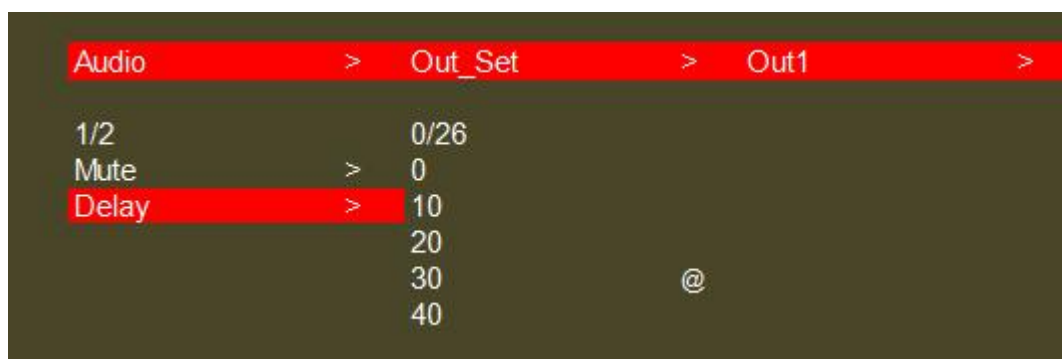 Audio > Out_Set > Out1 >
1/2 0/26
Mute > 0
Delay > 10
20
30 @
40